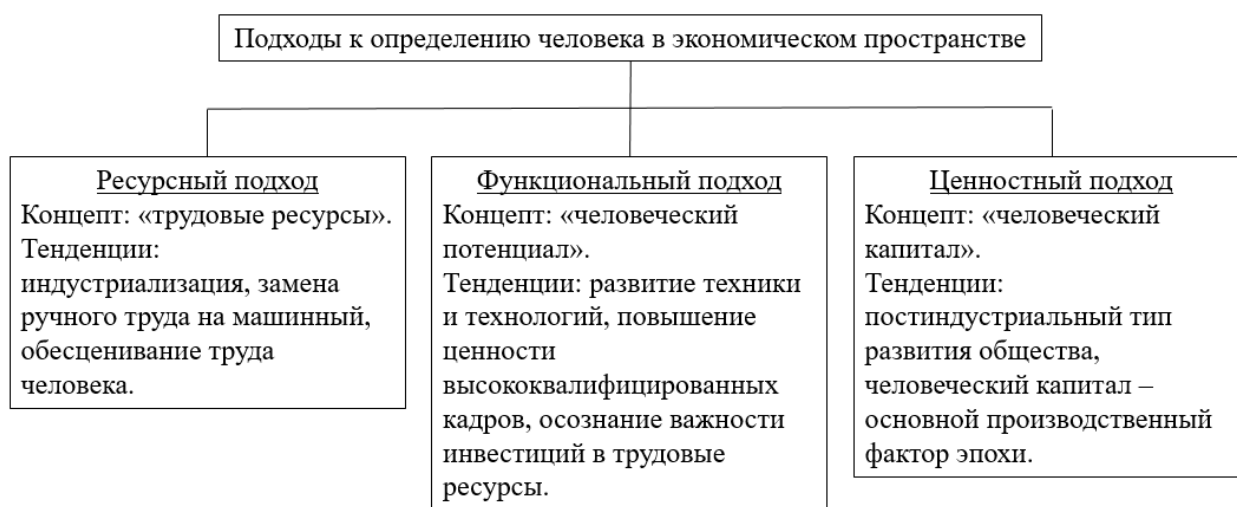 Подходы к определению человека в экономическом пространстве
Ресурсный подход
Концепт: «трудовые ресурсы».
Тенденции:
индустриализация, замена
ручного труда на машинный,
обесценивание труда
человека.
Функциональный подход
Концепт: «человеческий
потенциал».
Тенденции: развитие техники
и технологий, повышение
ценности
высококвалифицированных
кадров, осознание важности
инвестиций в трудовые
ресурсы.
Ценностный подход
Концепт: «человеческий
капитал».
Тенденции:
постиндустриальный тип
развития общества,
человеческий капитал –
основной производственный
фактор эпохи.